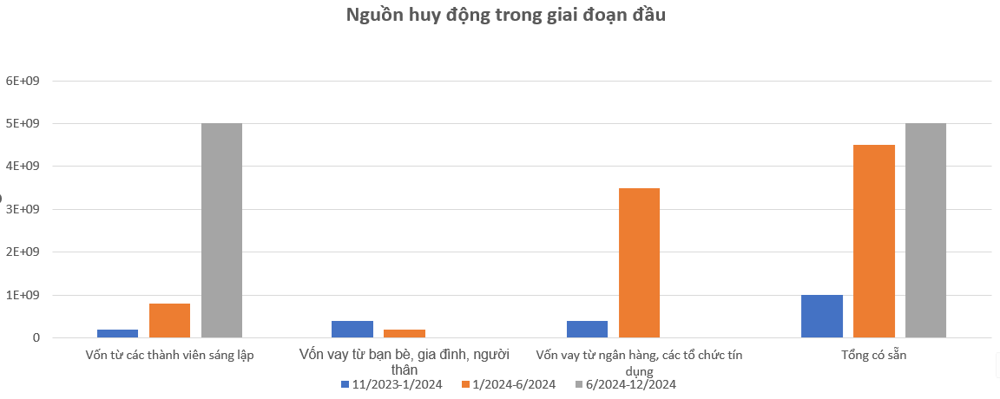 Nguồn huy động trong giai đoạn đầu
6E+09
5E+09
4E+09
3E+09
2E+09
1E+09
0
Vốn từ các thành viên sáng lập
Vốn vay từ bạn bè, gia đình, người
thân
Vốn vay từ ngân hàng, các tổ chức tín
dụng
Tổng có sẵn
11/2023-1/2024
1/2024-6/2024
6/2024-12/2024